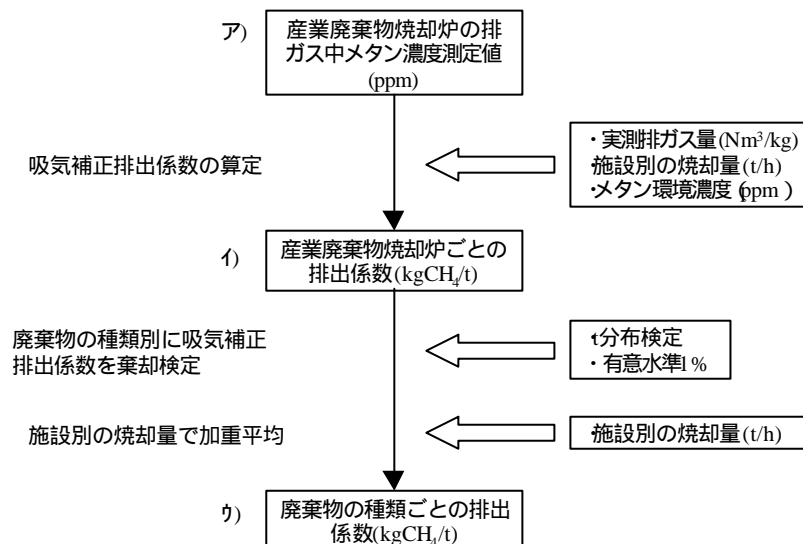 ア)
産業廃棄物焼却炉の排
ガス中メタン濃度測定値
(ppm)
吸気補正排出係数の算定
・実測排ガス量(Nm³/kg)
・施設別の焼却量(t/h)
・メタン環境濃度(ppm)
イ)
産業廃棄物焼却炉ごとの
排出係数(kgCH₄/t)
廃棄物の種類別に吸気補正
排出係数を棄却検定
・t分布検定
・有意水準1%
施設別の焼却量で加重平均
・施設別の焼却量(t/h)
ウ)
廃棄物の種類ごとの排出
係数(kgCH₄/t)